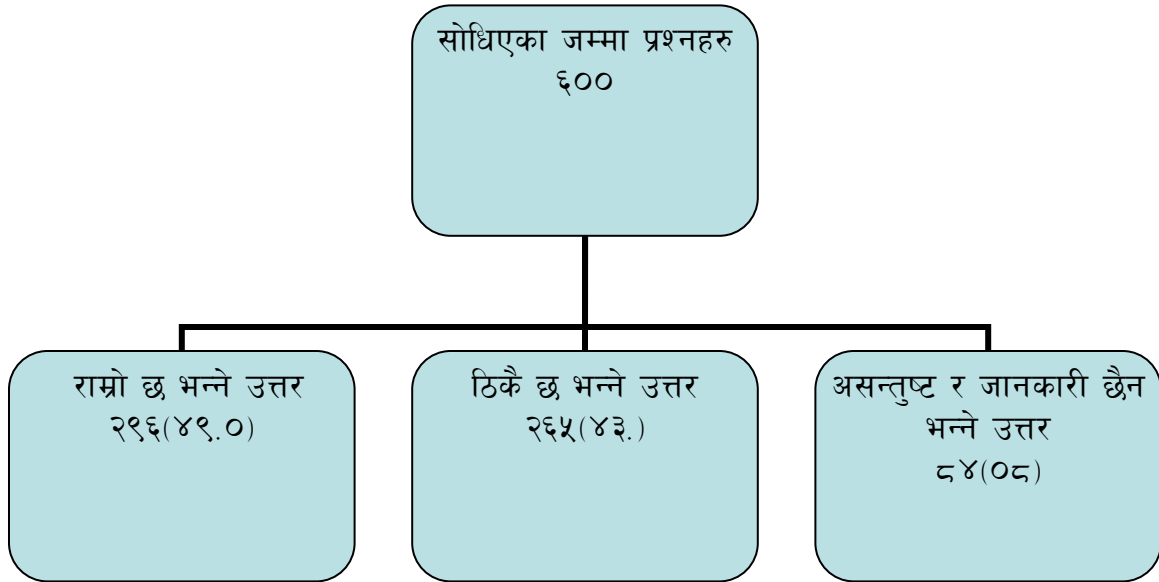 सोधिएका जम्मा प्रश्नहरु
६००
राम्रो छ भन्ने उत्तर
२९६(४९.०)
ठिकै छ भन्ने उत्तर
२६५(४३.)
असन्तुष्ट र जानकारी छैन
भन्ने उत्तर
८४(०८)